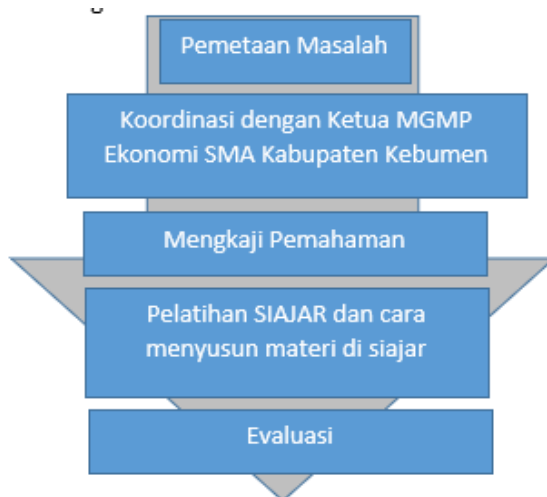 Pemetaan Masalah
Koordinasi dengan Ketua MGMP
Ekonomi SMA Kabupaten Kebumen
Mengkaji Pemahaman
Pelatihan SIAJAR dan cara
menyusun materi di siajar
Evaluasi